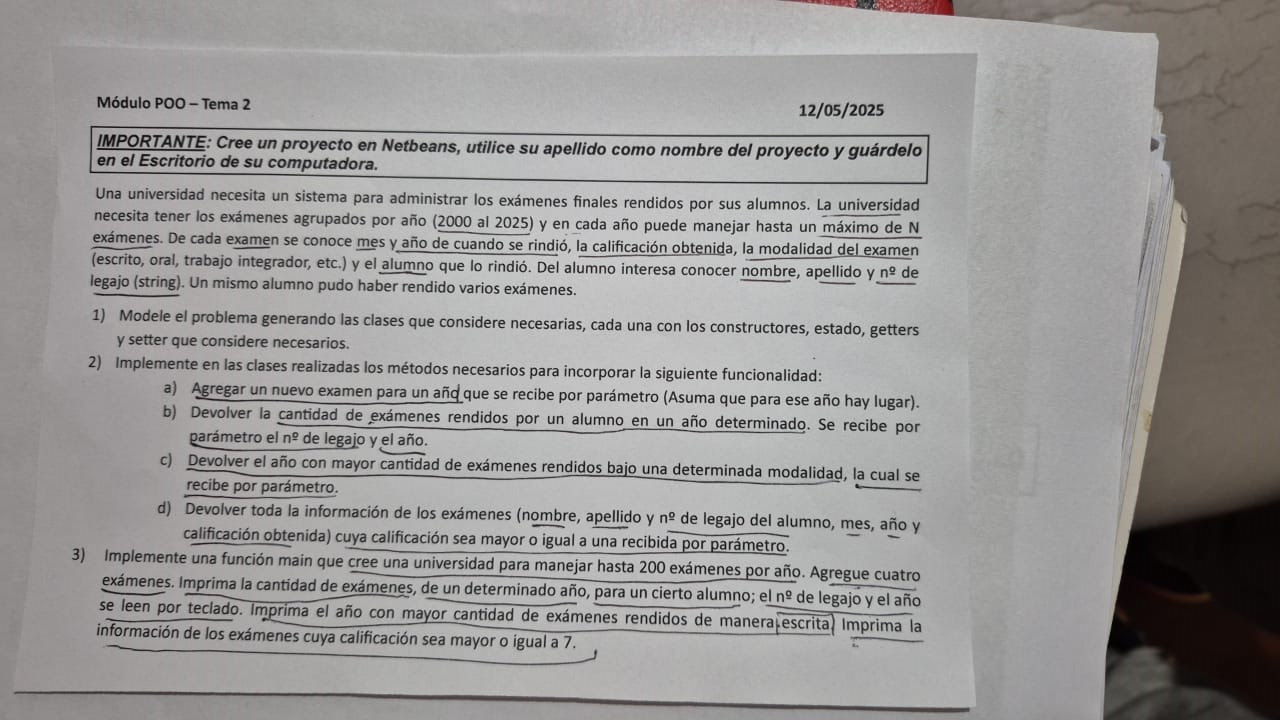 Módulo POO – Tema 2
12/05/2025
IMPORTANTE: Cree un proyecto en Netbeans, utilice su apellido como nombre del proyecto y guárdelo
en el Escritorio de su computadora.
Una universidad necesita un sistema para administrar los exámenes finales rendidos por sus alumnos. La universidad
necesita tener los exámenes agrupados por año (2000 al 2025) y en cada año puede manejar hasta un máximo de N
exámenes. De cada examen se conoce mes y año de cuando se rindió, la calificación obtenida, la modalidad del examen
(escrito, oral, trabajo integrador, etc.) y el alumno que lo rindió. Del alumno interesa conocer nombre, apellido y nº de
legajo (string). Un mismo alumno pudo haber rendido varios exámenes.
1) Modele el problema generando las clases que considere necesarias, cada una con los constructores, estado, getters
y setter que considere necesarios.
2) Implemente en las clases realizadas los métodos necesarios para incorporar la siguiente funcionalidad:
a) Agregar un nuevo examen para un año que se recibe por parámetro (Asuma que para ese año hay lugar).
b) Devolver la cantidad de exámenes rendidos por un alumno en un año determinado. Se recibe por
parámetro el nº de legajo y el año.
c) Devolver el año con mayor cantidad de exámenes rendidos bajo una determinada modalidad, la cual se
recibe por parámetro.
d) Devolver toda la información de los exámenes (nombre, apellido y nº de legajo del alumno, mes, año y
calificación obtenida) cuya calificación sea mayor o igual a una recibida por parámetro.
3) Implemente una función main que cree una universidad para manejar hasta 200 exámenes por año. Agregue cuatro
exámenes. Imprima la cantidad de exámenes, de un determinado año, para un cierto alumno; el nº de legajo y el año
se leen por teclado. Imprima el año con mayor cantidad de exámenes rendidos de manera escrita. Imprima la
información de los exámenes cuya calificación sea mayor o igual a 7.